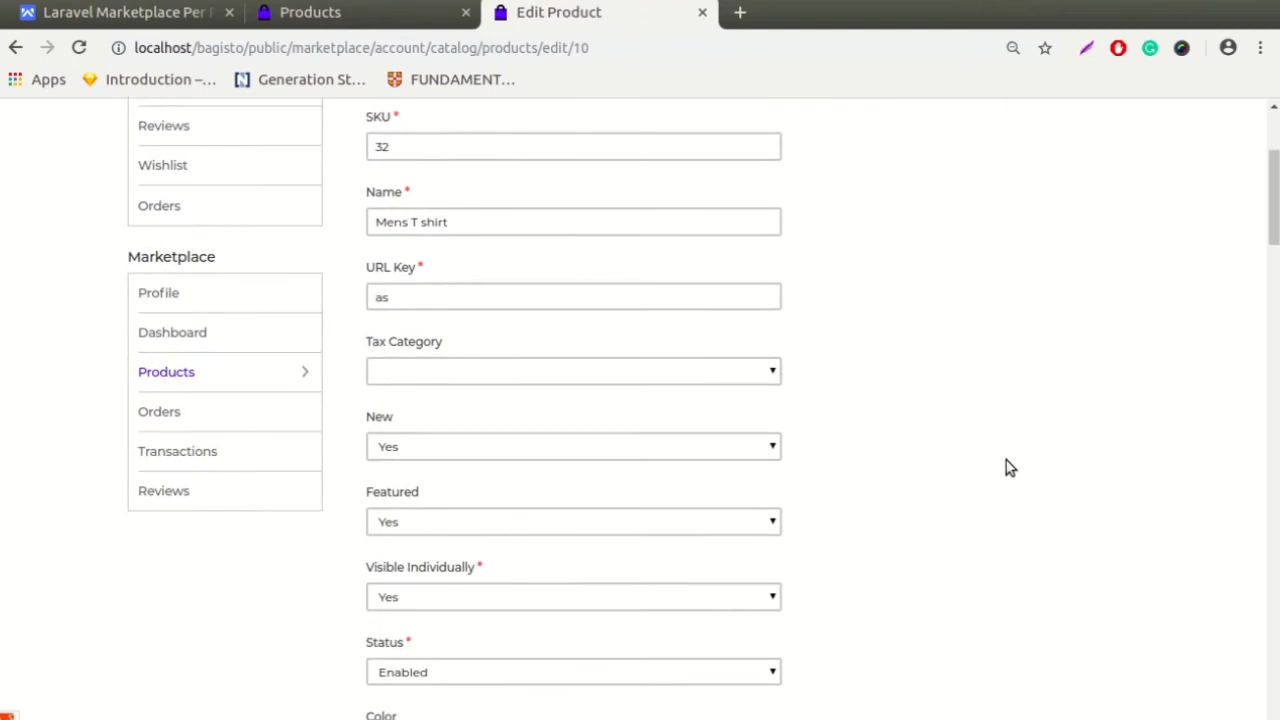 Laravel Marketplace Per
Products
Edit Product
localhost/bagisto/public/marketplace/account/catalog/products/edit/10
Apps
Introduction –...
Generation St...
FUNDAMENT...
Reviews
Wishlist
Orders
Marketplace
Profile
Dashboard
Products
Orders
Transactions
Reviews
SKU *
32
Name *
Mens T shirt
URL Key *
as
Tax Category
New
Yes
Featured
Yes
Visible Individually *
Yes
Status *
Enabled
Color